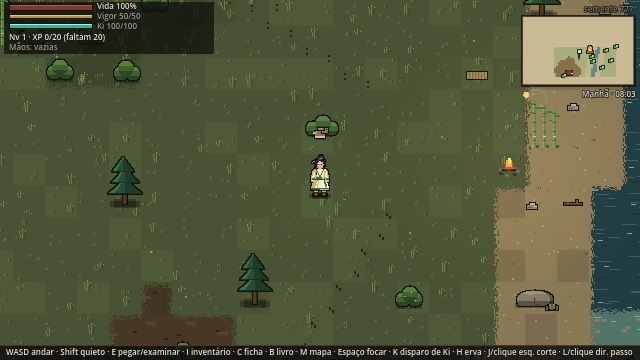 Vida 100%
Vigor 50/50
Ki 100/100
Nv 1 · XP 0/20 (faltam 20)
Mãos: vazias
semente 777
Manhã · 08:03
WASD andar · Shift quieto · E pegar/examinar · I inventário · C ficha · B livro · M mapa · Espaço focar · K disparo de Ki · H erva · J/clique esq. corte · L/clique dir. passo